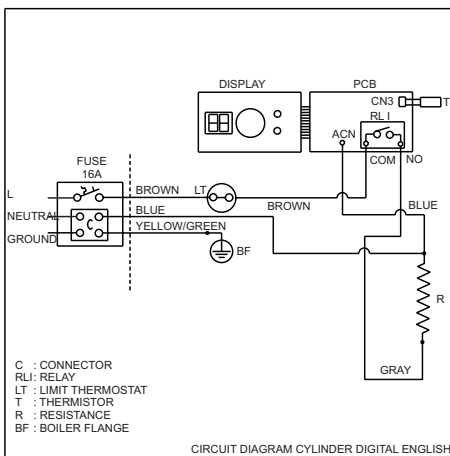 DISPLAY
PCB
CN3
T
RL I
ACN
COM
NO
FUSE
16A
L
BROWN
LT
BROWN
BLUE
NEUTRAL
BLUE
C
GROUND
YELLOW/GREEN
BF
R
GRAY
C : CONNECTOR
RLI: RELAY
LT : LIMIT THERMOSTAT
T : THERMISTOR
R : RESISTANCE
BF : BOILER FLANGE
CIRCUIT DIAGRAM CYLINDER DIGITAL ENGLISH